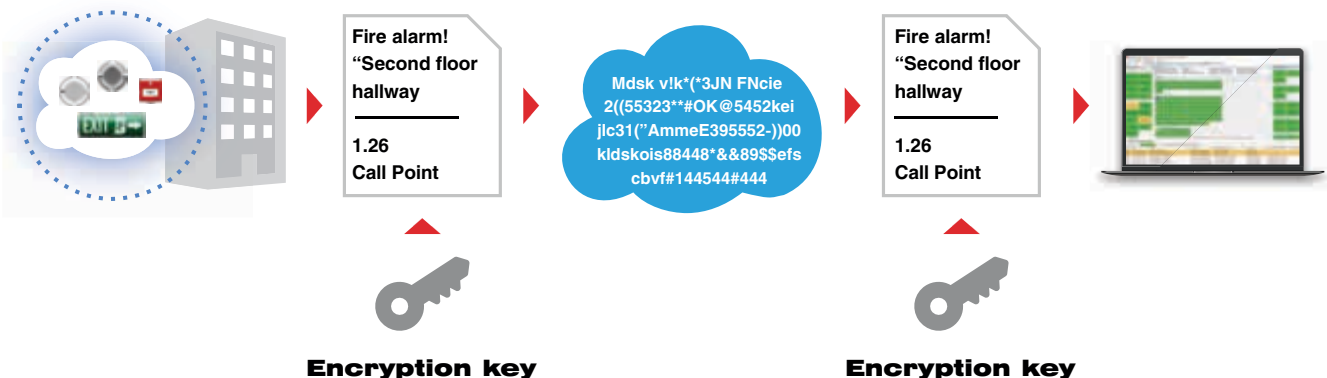 EXIT
Fire alarm!
“Second floor
hallway
1.26
Call Point
Mdsk v!k*(*3JN FNcie
2((55323**#OK@5452kei
jlc31("AmmeE395552-))00
kldskois88448*&&89$$efs
cbvf#144544#444
Fire alarm!
“Second floor
hallway
1.26
Call Point
Encryption key
Encryption key